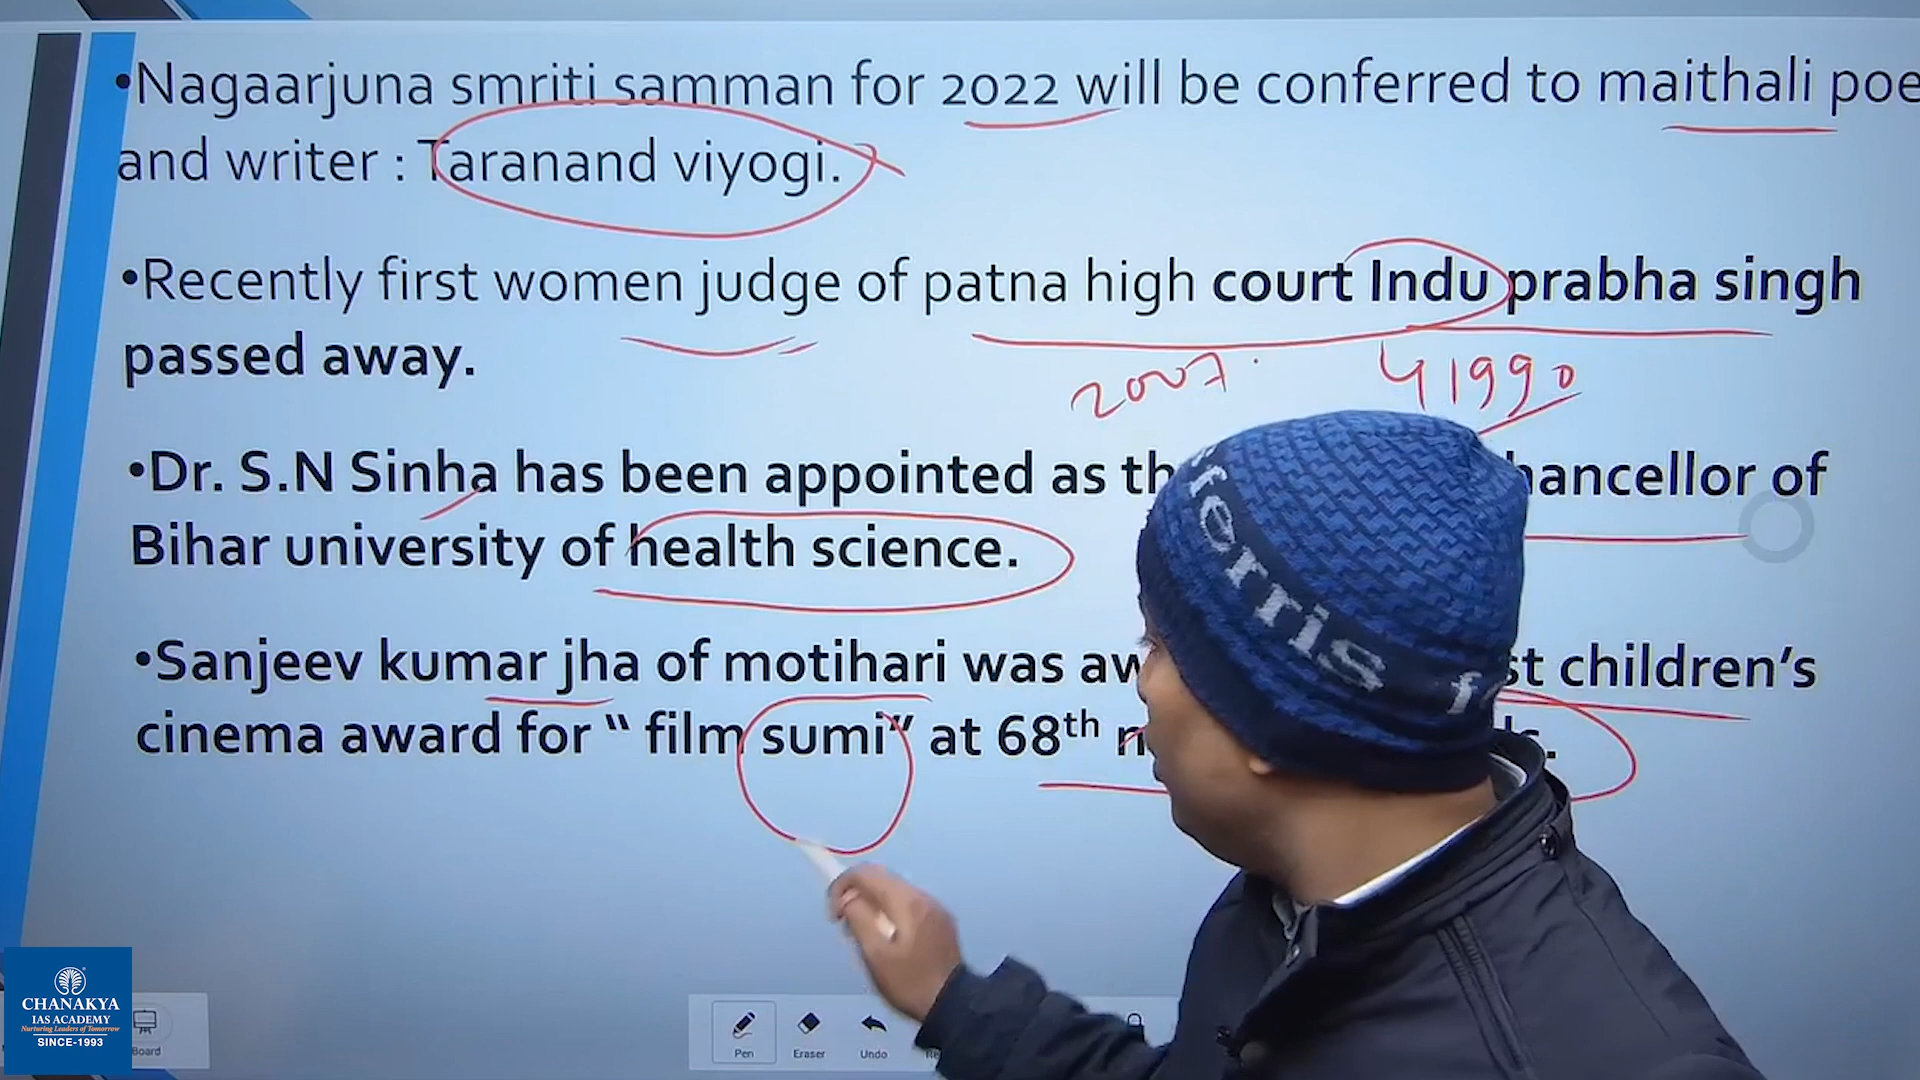 •Nagaarjuna smriti samman for 2022 will be conferred to maithali poe
and writer : Taranand viyogi.
•Recently first women judge of patna high court Indu prabha singh
passed away.
2007. 1990
•Dr. S.N Sinha has been appointed as th hancellor of
Bihar university of health science.
•Sanjeev kumar jha of motihari was aw st children's
cinema award for “ film sumi” at 68th
ferris
CHANAKYA
IAS ACADEMY
Nurturing Leaders of Tomorrow
SINCE-1993
Board
Pen Eraser Undo Re